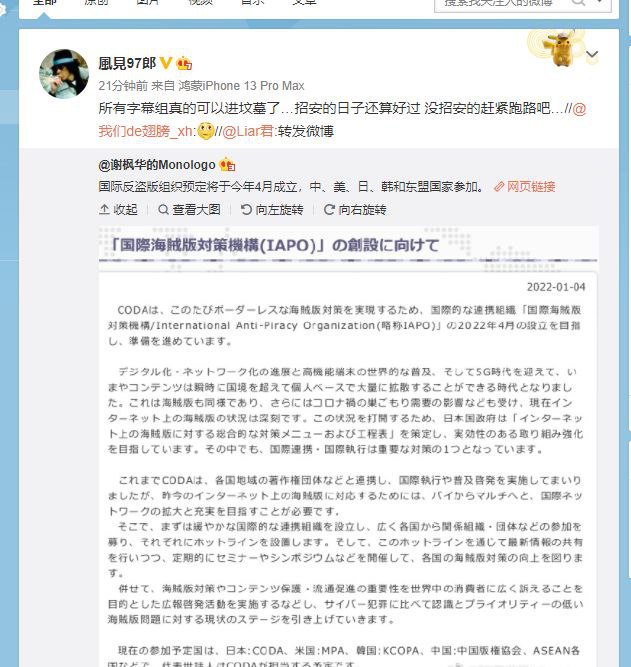 全部 原创 图片 视频 音乐 文章
搜索我关注人的微博
風見97郎
21分钟前 来自 鸿蒙iPhone 13 Pro Max
所有字幕组真的可以进坟墓了…招安的日子还算好过 没招安的赶紧跑路吧…//@
我们de翅膀_xh://@Liar君:转发微博
@谢枫华的Monologo
国际反盗版组织预定将于今年4月成立，中、美、日、韩和东盟国家参加。 网页链接
收起 查看大图 向左旋转 向右旋转
「国際海賊版対策機構(IAPO)」の創設に向けて
2022-01-04
CODAは、このたびボーダーレスな海賊版対策を実現するため、国際的な連携組織「国際海賊版
対策機構/International Anti-Piracy Organization(略称IAPO)」の2022年4月の設立を目指
し、準備を進めています。
デジタル化・ネットワーク化の進展と高機能端末の世界的な普及、そして5G時代を迎えて、い
まやコンテンツは瞬時に国境を超えて個人ベースで大量に拡散することができる時代となりまし
た。これは海賊版も同様であり、さらにはコロナ禍の巣ごもり需要の影響なども受け、現在イン
ターネット上の海賊版の状況は深刻です。この状況を打開するため、日本国政府は「インターネッ
ト上の海賊版に対する総合的な対策メニューおよび工程表」を策定し、実効性のある取り組み強化
を目指しています。その中でも、国際連携・国際執行は重要な対策の1つとなっています。
これまでCODAは、各国地域の著作権団体などと連携し、国際執行や普及啓発を実施してまいり
ましたが、昨今のインターネット上の海賊版に対応するためには、バイからマルチへと、国際ネッ
トワークの拡大と充実を目指すことが必要です。
そこで、まずは緩やかな国際的な連携組織を設立し、広く各国から関係組織・団体などの参加を
募り、それぞれにホットラインを設置します。そして、このホットラインを通じて最新情報の共有
を行いつつ、定期的にセミナーやシンポジウムなどを開催して、各国の海賊版対策の向上を図りま
す。
併せて、海賊版対策やコンテンツ保護・流通促進の重要性を世界中の消費者に広く訴えることを
目的とした広報啓発活動を実施するなどし、サイバー犯罪に比べて認識とプライオリティーの低い
海賊版問題に対する現状のステージを引き上げていきます。
現在の参加予定国は、日本:CODA、米国:MPA、韓国:KCOPA、中国:中国版権協会、ASEAN各
国などで、代表世話人はCODAが担当する予定です。